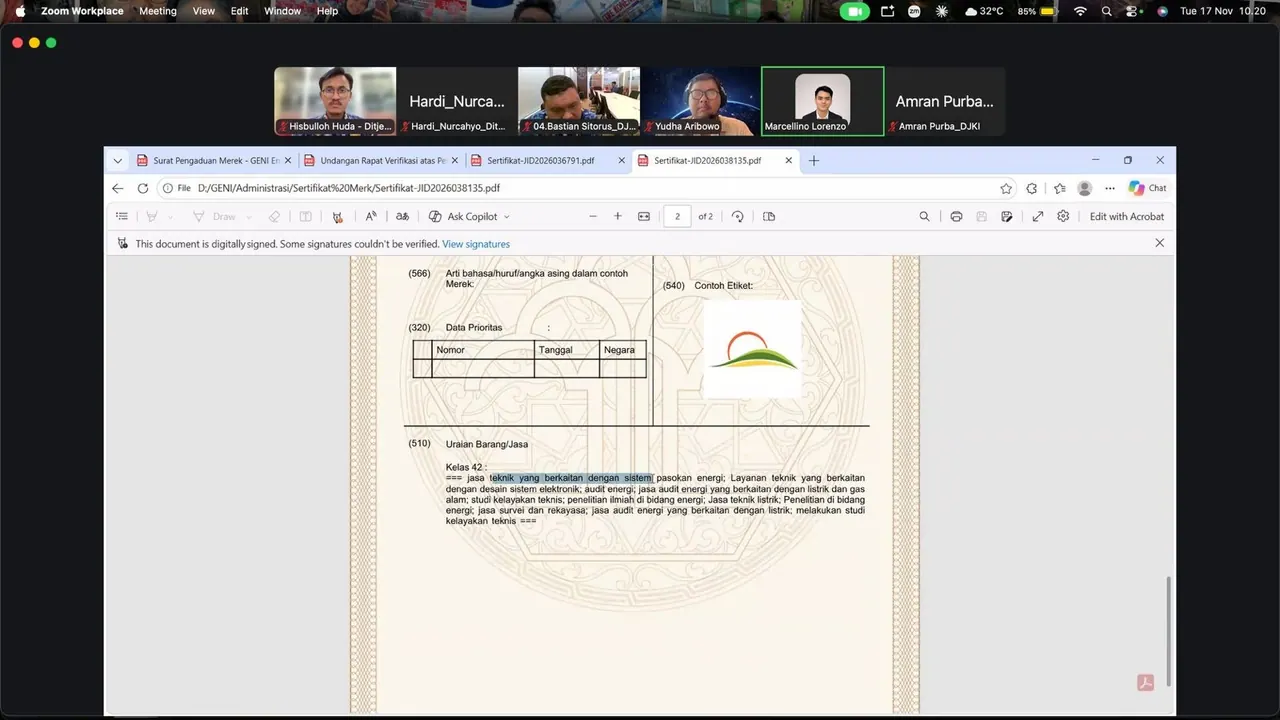 Zoom Workplace Meeting View Edit Window Help
zm 32°C 85% Tue 17 Nov 10.20
Hisbulloh Huda - Ditje...
Hardi_Nurca...
Hardi_Nurcahyo_Dit...
04.Bastian Sitorus_DJ...
Yudha Aribowo
Marcellino Lorenzo
Amran Purba...
Amran Purba_DJKI
Surat Pengaduan Merek - GENI En
Undangan Rapat Verifikasi atas Pe
Sertifikat-JID2026036791.pdf
Sertifikat-JID2026038135.pdf
File D:/GENI/Administrasi/Sertifikat%20Merk/Sertifikat-JID2026038135.pdf
Chat
Draw
Ask Copilot
2 of 2
Edit with Acrobat
This document is digitally signed. Some signatures couldn't be verified. View signatures
(566) Arti bahasa/huruf/angka asing dalam contoh
Merek:
(540) Contoh Etiket:
(320) Data Prioritas :
Nomor Tanggal Negara
(510) Uraian Barang/Jasa
Kelas 42 :
=== jasa teknik yang berkaitan dengan sistem pasokan energi; Layanan teknik yang berkaitan
dengan desain sistem elektronik; audit energi; jasa audit energi yang berkaitan dengan listrik dan gas
alam; studi kelayakan teknis; penelitian ilmiah di bidang energi; Jasa teknik listrik; Penelitian di bidang
energi; jasa survei dan rekayasa; jasa audit energi yang berkaitan dengan listrik; melakukan studi
kelayakan teknis ===